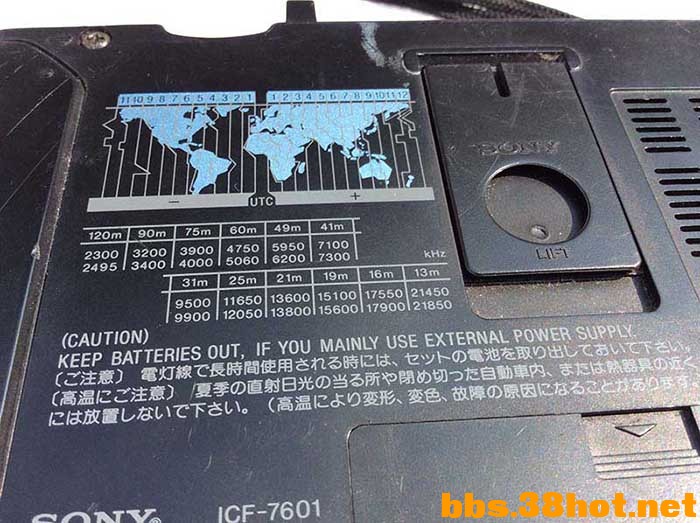 11 10 9 8 7 6 5 4 3 2 1 1 2 3 4 5 6 7 8 9 10 11 12
− UTC +
SONY
LIFT
120m 90m 75m 60m 49m 41m
2300 3200 3900 4750 5950 7100
2495 3400 4000 5060 6200 7300
kHz
31m 25m 21m 19m 16m 13m
9500 11650 13600 15100 17550 21450
9900 12050 13800 15600 17900 21850
(CAUTION)
KEEP BATTERIES OUT, IF YOU MAINLY USE EXTERNAL POWER SUPPLY.
〔ご注意〕 電灯線で長時間使用される時には、セットの電池を取り出しておいて下さい。
〔高温にご注意〕 夏季の直射日光の当る所や閉め切った自動車内、または熱器具の近く
には放置しないで下さい。(高温により変形、変色、故障の原因になることがあります
SONY® ICF-7601
bbs.38hot.net